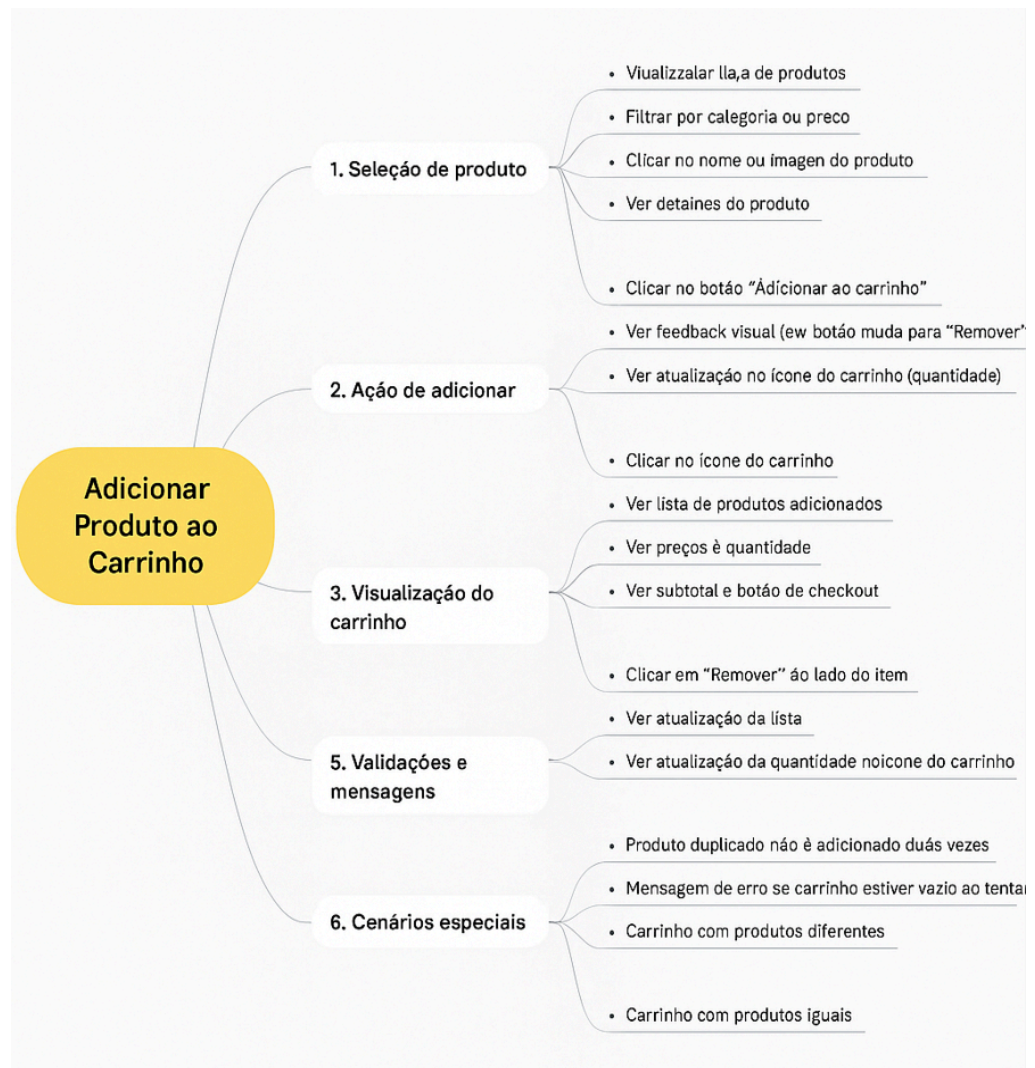 Adicionar
Produto ao
Carrinho
1. Seleçáo de produto
• Viualizzalar lla,a de produtos
• Filtrar por calegoria ou preco
• Clicar no nome ou imagen do produto
• Ver detaines do produto
• Clicar no botáo “Àdícionar ao carrinho”
2. Açáo de adicionar
• Ver feedback visual (ew botáo muda para “Remover”
• Ver atualizaçáo no ícone do carrinho (quantidade)
• Clicar no ícone do carrinho
3. Visualizaçáo do
carrinho
• Ver lista de produtos adicionados
• Ver preços è quantidade
• Ver subtotal e botáo de checkout
• Clicar em “Remover” áo lado do item
5. Validaçóes e
mensagens
• Ver atualizaçáo da lísta
• Ver atualizaçáo da quantidade noicone do carrinho
6. Cenários especiais
• Produto duplicado náo è adicionado duás vezes
• Mensagem de erro se carrinho estiver vazio ao tentar
• Carrinho com produtos diferentes
• Carrinho com produtos iguais